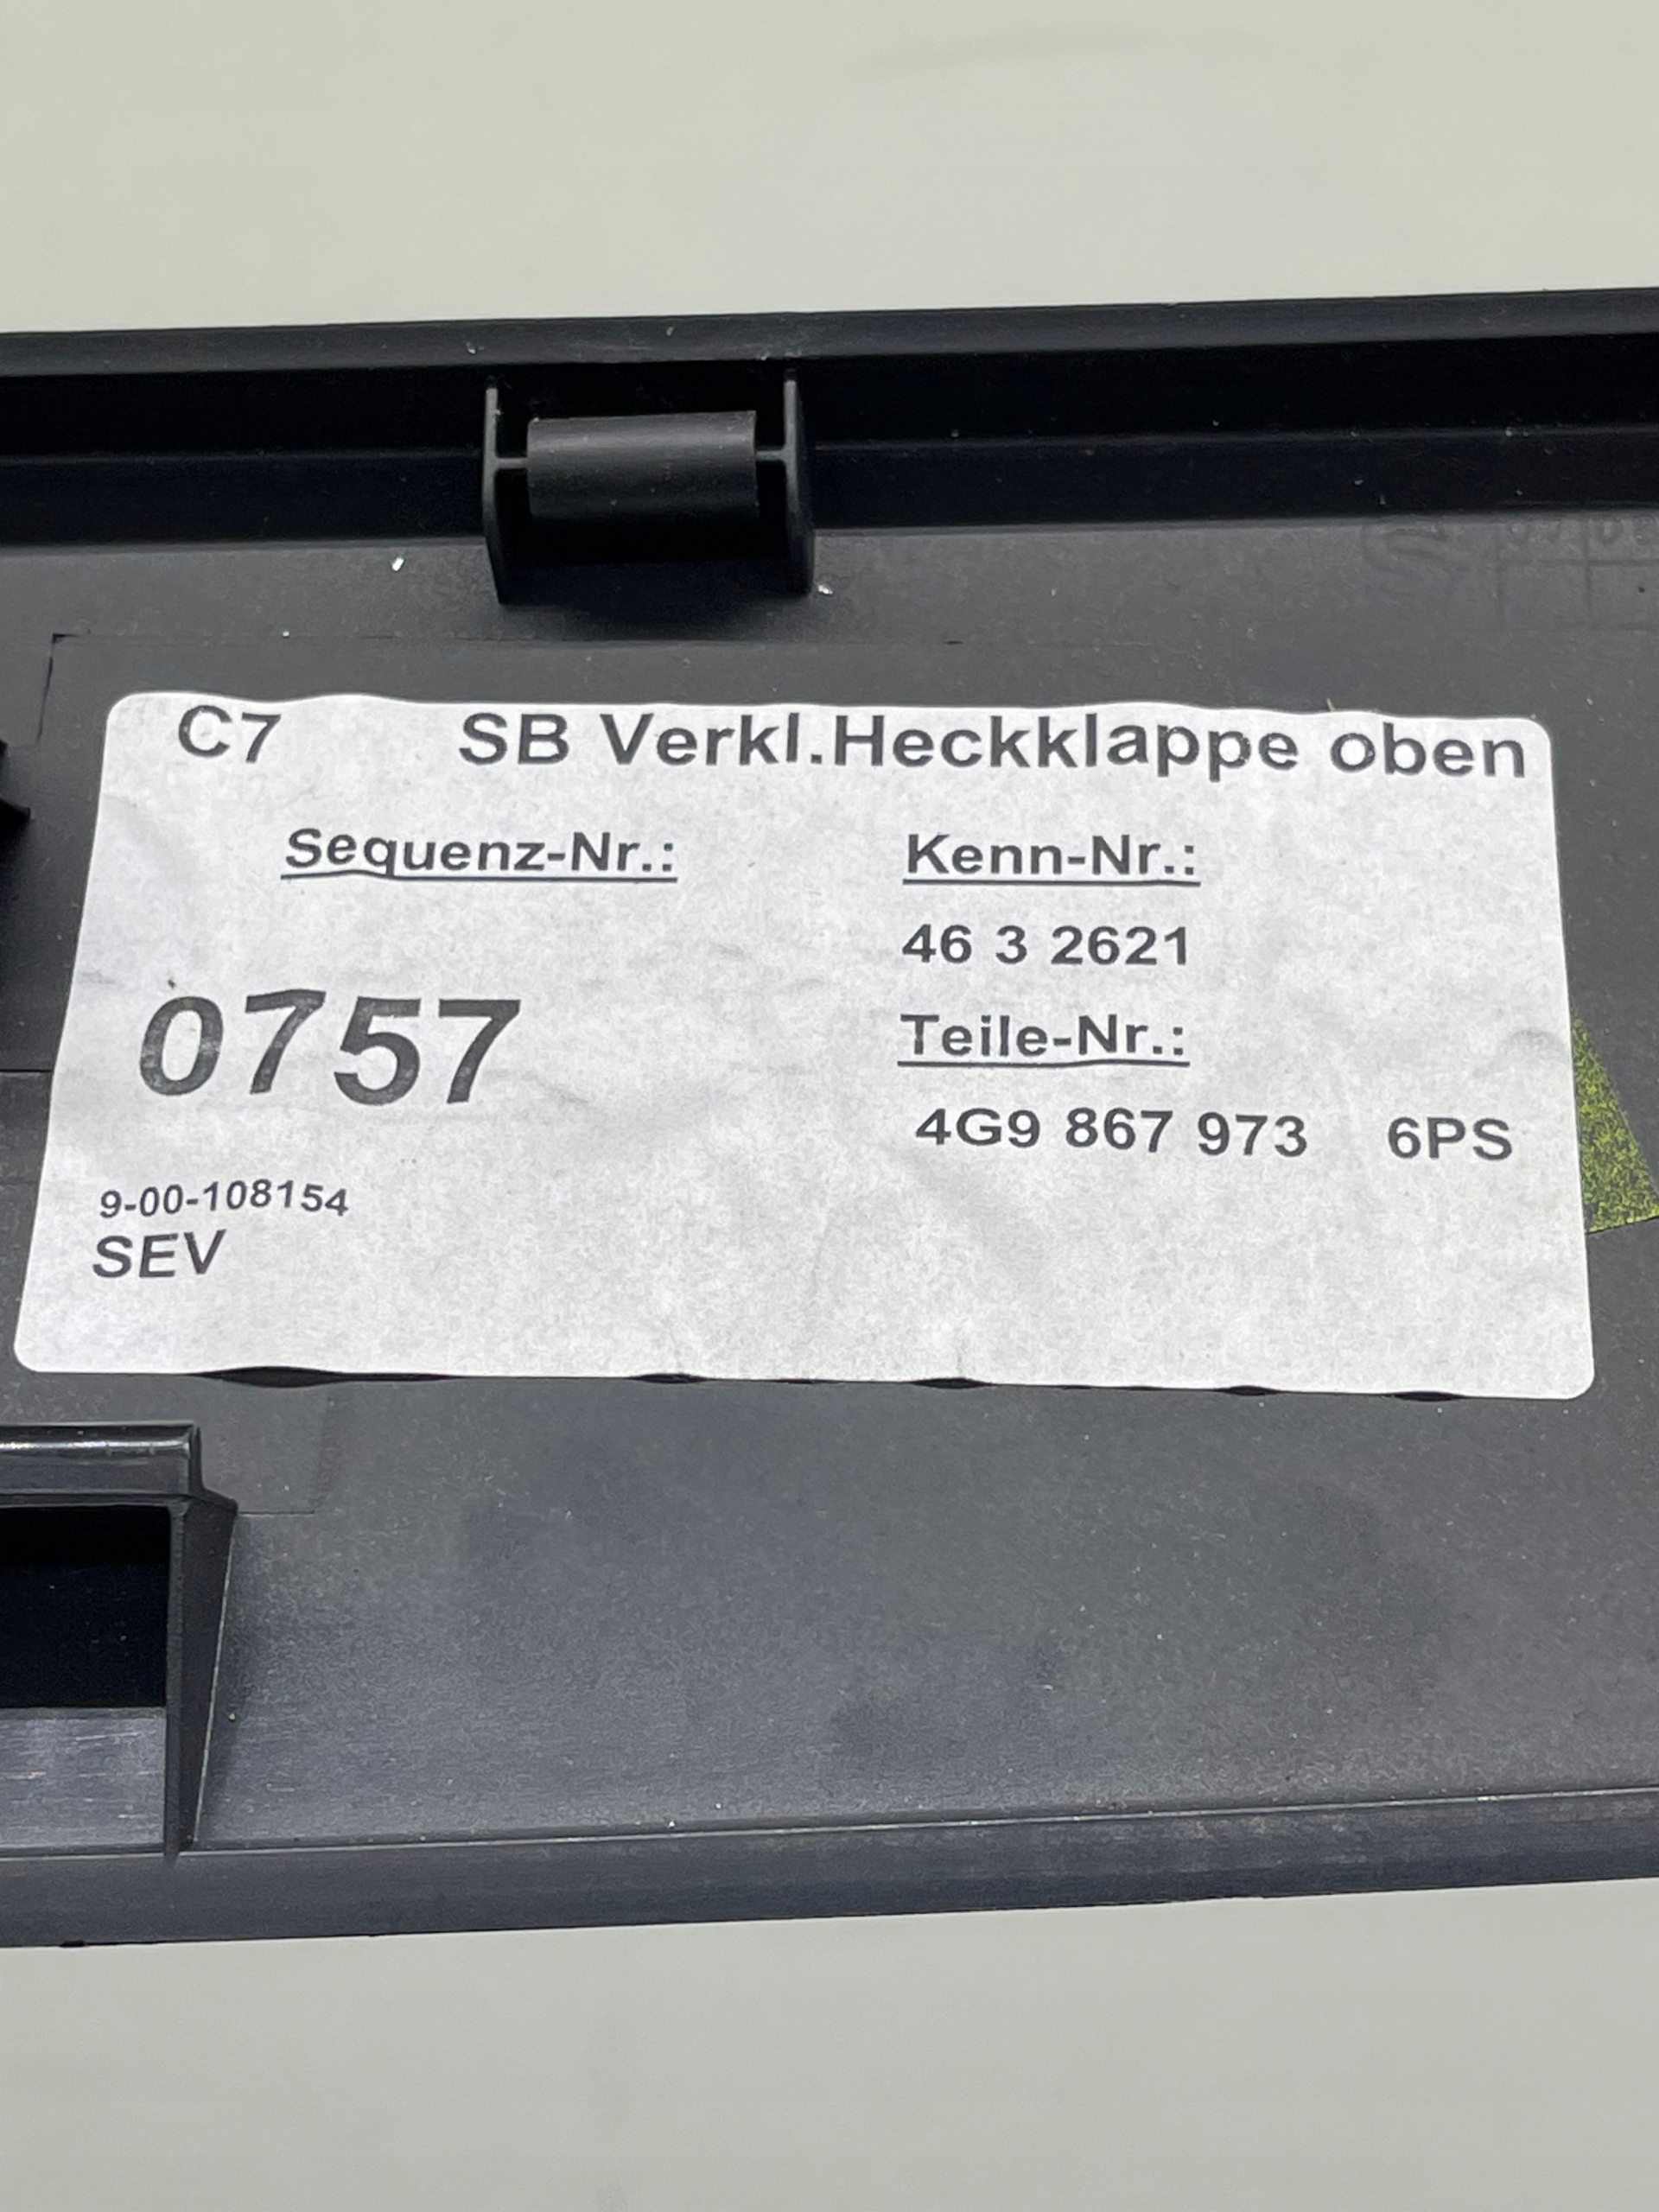 C7 SB Verkl.Heckklappe oben
Sequenz-Nr.: Kenn-Nr.:
46 3 2621
0757 Teile-Nr.:
4G9 867 973 6PS
9-00-108154
SEV